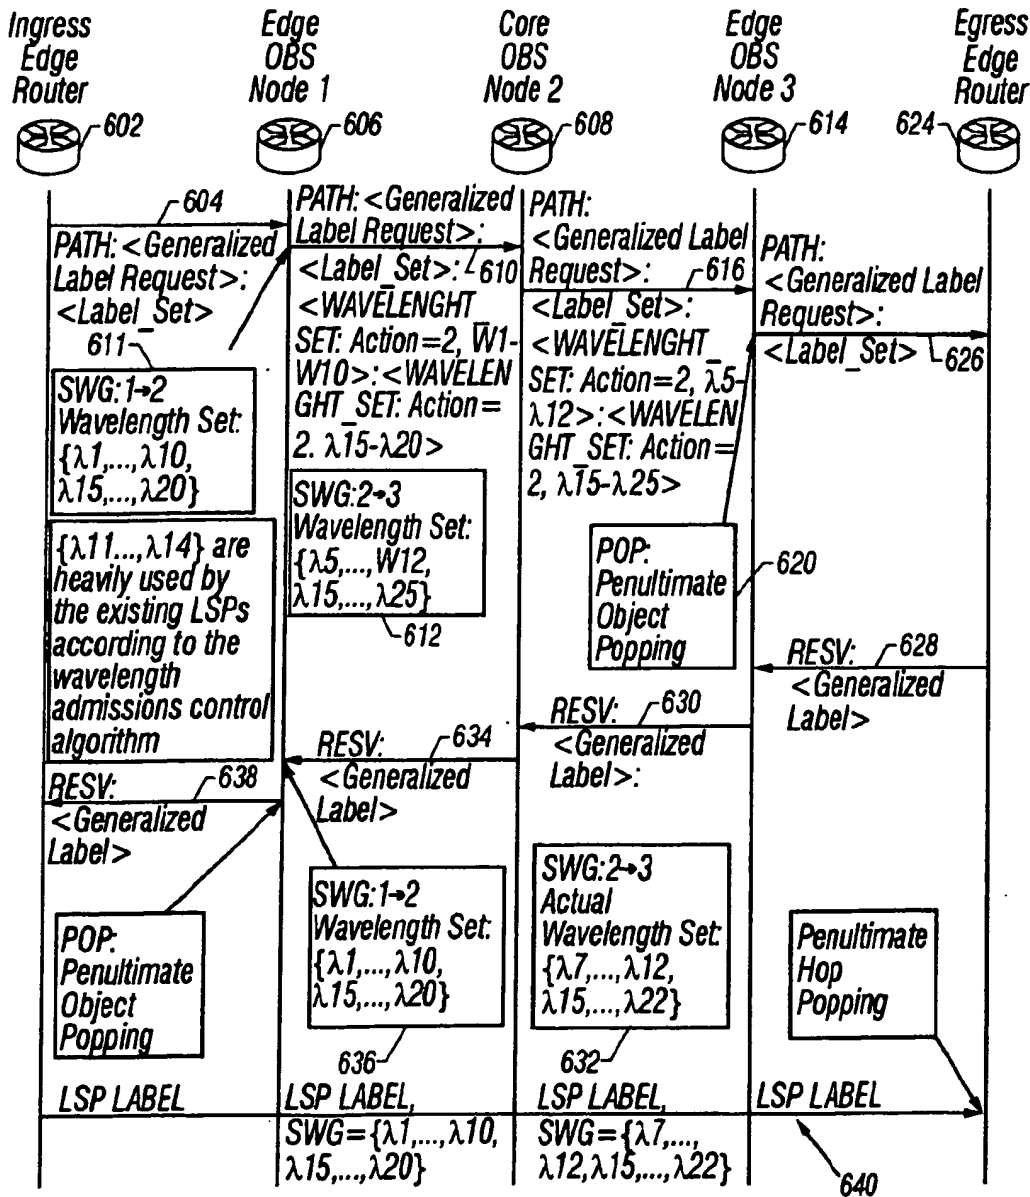 Ingress
Edge
Router
602
Edge
OBS
Node 1
606
Core
OBS
Node 2
608
Edge
OBS
Node 3
614
Egress
Edge
Router
624
604
PATH: <Generalized
Label Request>:
<Label_Set>
611
SWG: 1→2
Wavelength Set:
{λ1,...,λ10,
λ15,...,λ20}
{λ11...,λ14} are
heavily used by
the existing LSPs
according to the
wavelength
admissions control
algorithm
PATH: <Generalized
Label Request>:
<Label_Set>:
610
<WAVELENGHT_
SET: Action=2, W1-
W10>:<WAVELEN
GHT_SET: Action=
2. λ15-λ20>
SWG:2→3
Wavelength Set:
{λ5,..., W12,
λ15,...,λ25}
612
PATH:
<Generalized Label
Request>:
616
<Label_Set>:
<WAVELENGHT_
SET: Action=2, λ5-
λ12>:<WAVELEN
GHT_SET: Action=
2, λ15-λ25>
POP:
Penultimate
Object
Popping
620
PATH:
<Generalized Label
Request>:
<Label_Set>
626
RESV:
628
<Generalized
Label>
RESV:
630
<Generalized
Label>:
RESV:
634
<Generalized
Label>
RESV:
638
<Generalized
Label>
POP:
Penultimate
Object
Popping
SWG:1→2
Wavelength Set:
{λ1,...,λ10,
λ15,...,λ20}
636
SWG:2→3
Actual
Wavelength Set:
{λ7,...,λ12,
λ15,...,λ22}
632
Penultimate
Hop
Popping
LSP LABEL
LSP LABEL,
SWG={λ1,...,λ10,
λ15,...,λ20}
LSP LABEL,
SWG={λ7,...,
λ12,λ15,...,λ22}
LSP LABEL
640